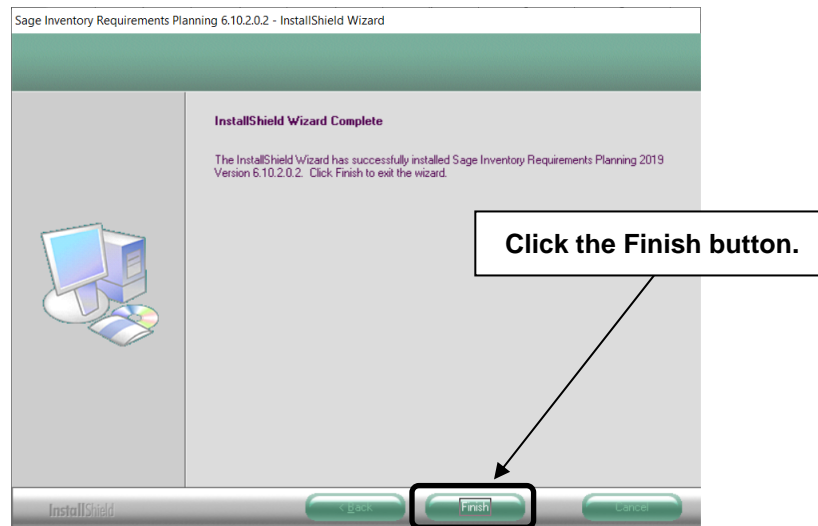 Sage Inventory Requirements Planning 6.10.2.0.2 - InstallShield Wizard
InstallShield Wizard Complete
The InstallShield Wizard has successfully installed Sage Inventory Requirements Planning 2019
Version 6.10.2.0.2. Click Finish to exit the wizard.
Click the Finish button.
InstallShield
< Back
Finish
Cancel